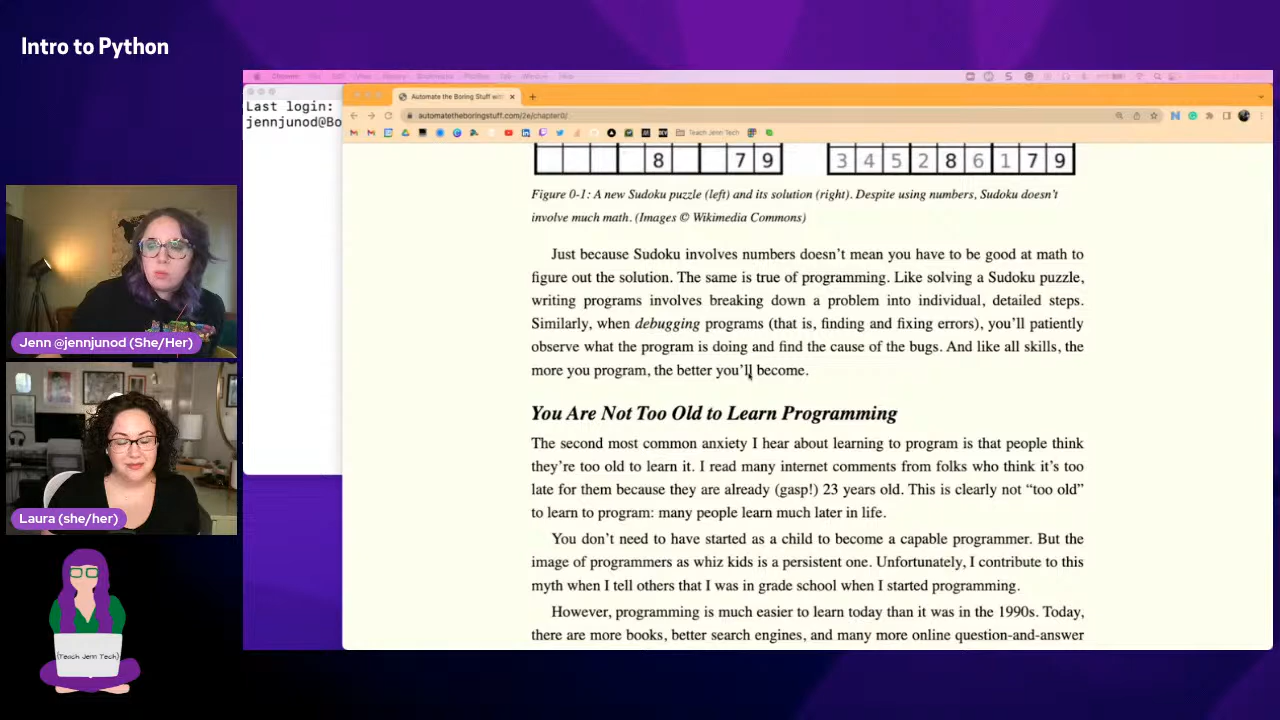 Intro to Python
Last login:
jennjunod@Bo
Automate the Boring Stuff wit
automatetheboringstuff.com/2e/chapter0/
Teach Jenn Tech
8 7 9
3 4 5 2 8 6 1 7 9
Figure 0-1: A new Sudoku puzzle (left) and its solution (right). Despite using numbers, Sudoku doesn't
involve much math. (Images © Wikimedia Commons)
Just because Sudoku involves numbers doesn't mean you have to be good at math to
figure out the solution. The same is true of programming. Like solving a Sudoku puzzle,
writing programs involves breaking down a problem into individual, detailed steps.
Similarly, when debugging programs (that is, finding and fixing errors), you'll patiently
observe what the program is doing and find the cause of the bugs. And like all skills, the
more you program, the better you'll become.
You Are Not Too Old to Learn Programming
The second most common anxiety I hear about learning to program is that people think
they're too old to learn it. I read many internet comments from folks who think it's too
late for them because they are already (gasp!) 23 years old. This is clearly not “too old”
to learn to program: many people learn much later in life.
You don't need to have started as a child to become a capable programmer. But the
image of programmers as whiz kids is a persistent one. Unfortunately, I contribute to this
myth when I tell others that I was in grade school when I started programming.
However, programming is much easier to learn today than it was in the 1990s. Today,
there are more books, better search engines, and many more online question-and-answer
Jenn @jennjunod (She/Her)
Laura (she/her)
{Teach Jenn Tech}